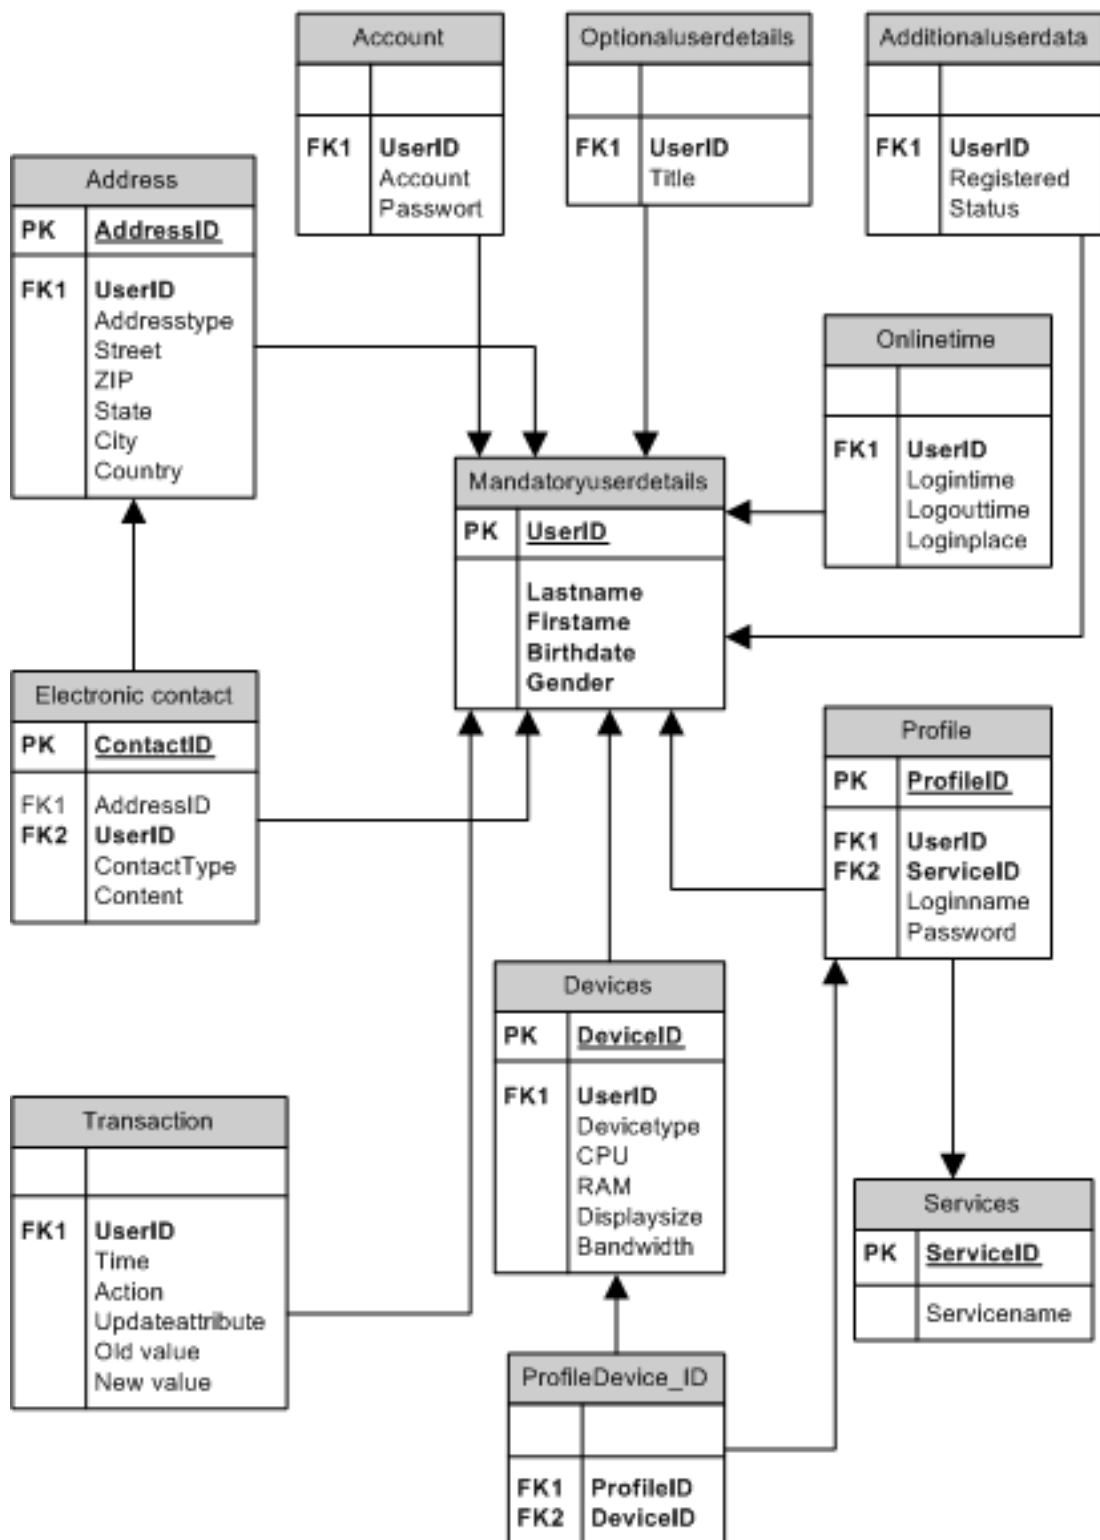 Account
FK1 UserID
Account
Passwort
Optionaluserdetails
FK1 UserID
Title
Additionaluserdata
FK1 UserID
Registered
Status
Address
PK AddressID
FK1 UserID
Addresstype
Street
ZIP
State
City
Country
Onlinetime
FK1 UserID
Logintime
Logouttime
Loginplace
Mandatoryuserdetails
PK UserID
Lastname
Firstame
Birthdate
Gender
Electronic contact
PK ContactID
FK1 AddressID
FK2 UserID
ContactType
Content
Profile
PK ProfileID
FK1 UserID
FK2 ServiceID
Loginname
Password
Devices
PK DeviceID
FK1 UserID
Devicetype
CPU
RAM
Displaysize
Bandwidth
Transaction
FK1 UserID
Time
Action
Updateattribute
Old value
New value
Services
PK ServiceID
Servicename
ProfileDevice_ID
FK1 ProfileID
FK2 DeviceID